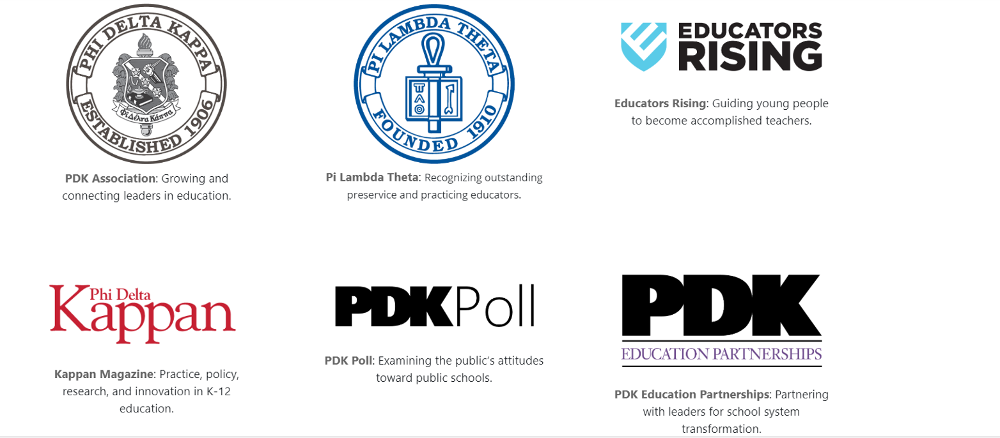 PHI DELTA KAPPA
ΦiΔέλτα Κάππα
ESTABLISHED 1906
PDK Association: Growing and
connecting leaders in education.
PI LAMBDA THETA
Π
Λ
Θ
FOUNDED 1910
Pi Lambda Theta: Recognizing outstanding
preservice and practicing educators.
EDUCATORS
RISING
Educators Rising: Guiding young people
to become accomplished teachers.
Phi Delta
Kappan
Kappan Magazine: Practice, policy,
research, and innovation in K-12
education.
PDKPoll
PDK Poll: Examining the public’s attitudes
toward public schools.
PDK
EDUCATION PARTNERSHIPS
PDK Education Partnerships: Partnering
with leaders for school system
transformation.